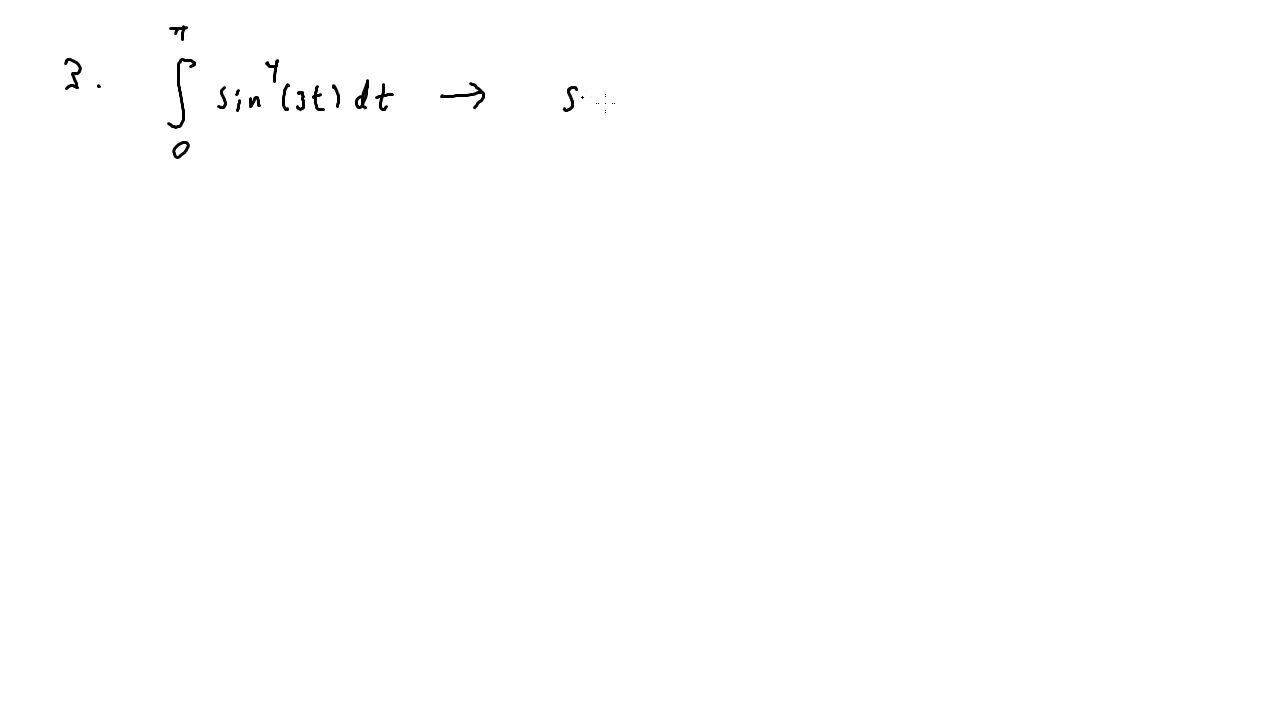 3. ∫₀^π sin⁴(3t) dt → s